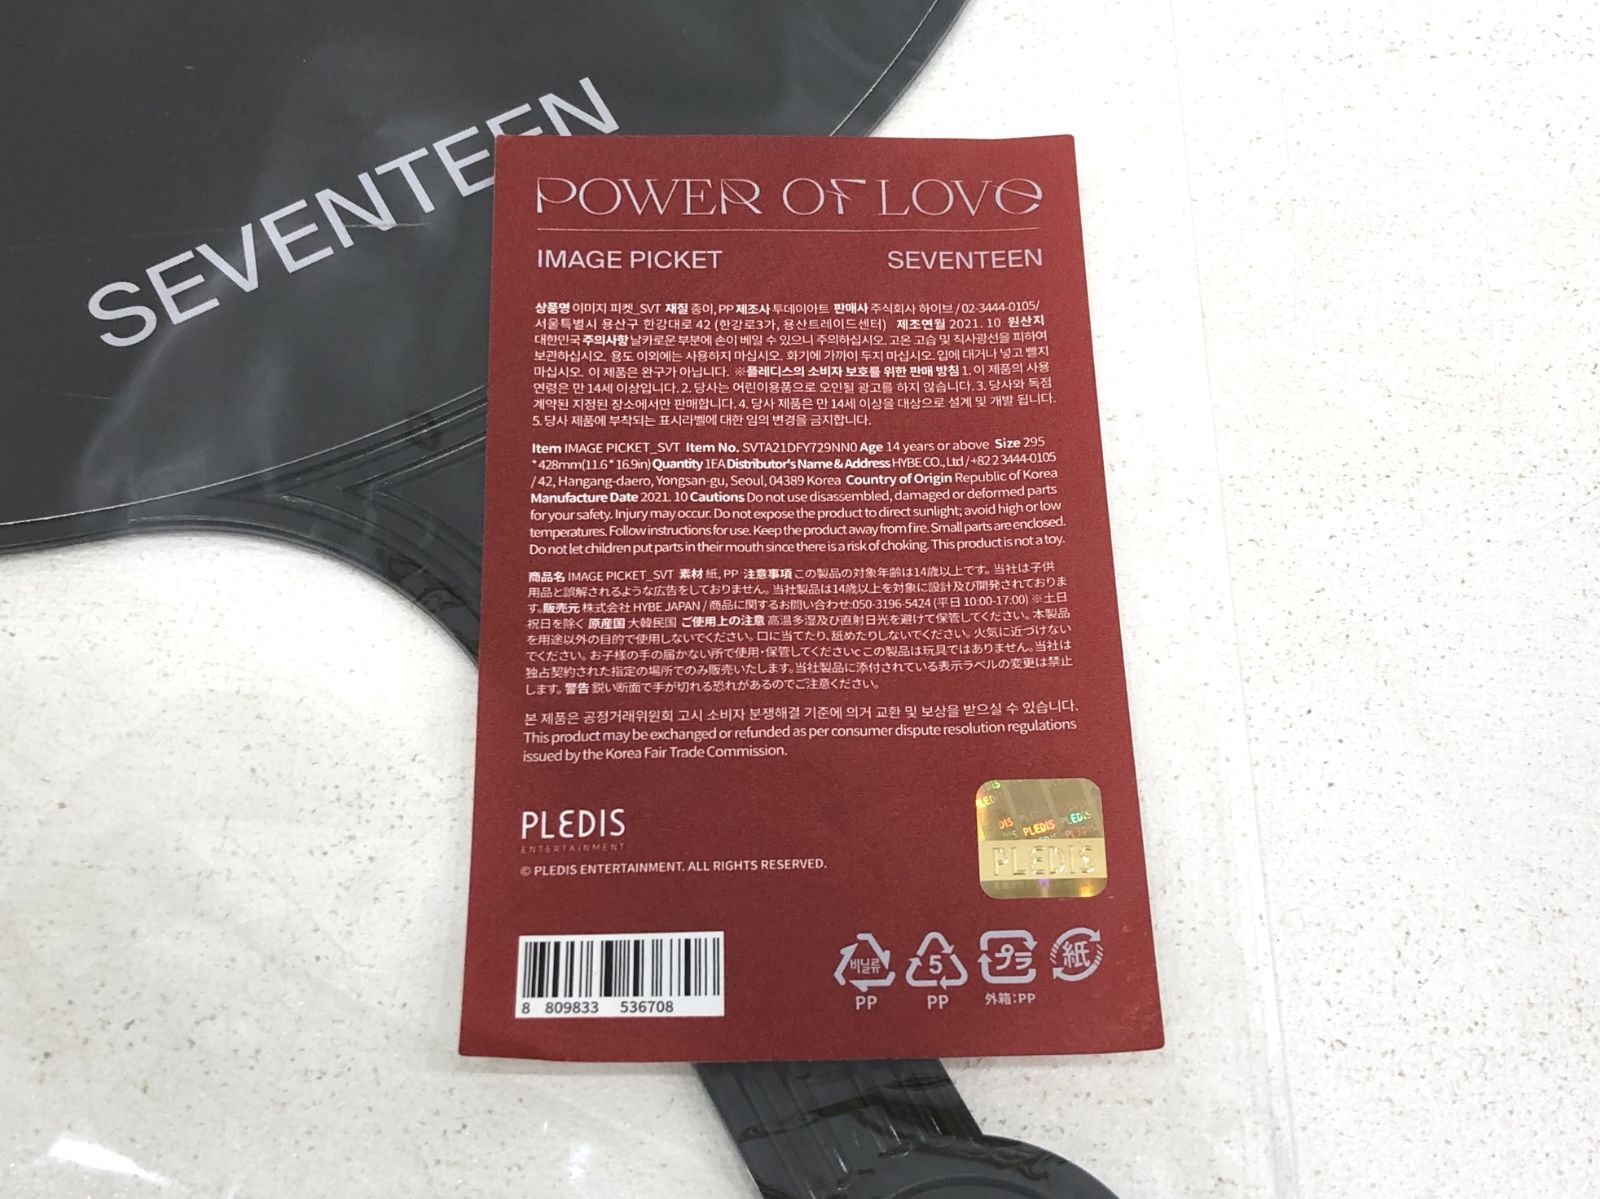 SEVENTEEN
POWER OF LOVE
IMAGE PICKET SEVENTEEN
상품명 이미지 피켓_SVT 재질 종이, PP 제조사 투데이아트 판매사 주식회사 하이브 / 02-3444-0105/
서울특별시 용산구 한강대로 42 (한강로3가, 용산트레이드센터) 제조연월 2021. 10 원산지
대한민국 주의사항 날카로운 부분에 손이 베일 수 있으니 주의하십시오. 고온 고습 및 직사광선을 피하여
보관하십시오. 용도 이외에는 사용하지 마십시오. 화기에 가까이 두지 마십시오. 입에 대거나 넣고 빨지
마십시오. 이 제품은 완구가 아닙니다. ※플레디스의 소비자 보호를 위한 판매 방침 1. 이 제품의 사용
연령은 만 14세 이상입니다. 2. 당사는 어린이용품으로 오인될 광고를 하지 않습니다. 3. 당사와 독점
계약된 지정된 장소에서만 판매합니다. 4. 당사 제품은 만 14세 이상을 대상으로 설계 및 개발 됩니다.
5. 당사 제품에 부착되는 표시라벨에 대한 임의 변경을 금지합니다.
Item IMAGE PICKET_SVT Item No. SVTA21DFY729NN0 Age 14 years or above Size 295
* 428mm(11.6 * 16.9in) Quantity 1EA Distributor's Name & Address HYBE CO., Ltd / +82 2 3444-0105
/ 42, Hangang-daero, Yongsan-gu, Seoul, 04389 Korea Country of Origin Republic of Korea
Manufacture Date 2021. 10 Cautions Do not use disassembled, damaged or deformed parts
for your safety. Injury may occur. Do not expose the product to direct sunlight; avoid high or low
temperatures. Follow instructions for use. Keep the product away from fire. Small parts are enclosed.
Do not let children put parts in their mouth since there is a risk of choking. This product is not a toy.
商品名 IMAGE PICKET_SVT 素材 紙, PP 注意事項 この製品の対象年齢は14歳以上です。当社は子供
用品と誤解されるような広告をしておりません。当社製品は14歳以上を対象に設計及び開発されておりま
す。販売元 株式会社 HYBE JAPAN / 商品に関するお問い合わせ:050-3196-5424 (平日 10:00-17:00) ※土日
祝日を除く 原産国 大韓民国 ご使用上の注意 高温多湿及び直射日光を避けて保管してください。本製品
を用途以外の目的で使用しないでください。口に当てたり、舐めたりしないでください。火気に近づけない
でください。お子様の手の届かない所で使用・保管してくださいc この製品は玩具ではありません。当社は
独占契約された指定の場所でのみ販売いたします。当社製品に添付されている表示ラベルの変更は禁止
します。警告 鋭い断面で手が切れる恐れがあるのでご注意ください。
본 제품은 공정거래위원회 고시 소비자 분쟁해결 기준에 의거 교환 및 보상을 받으실 수 있습니다.
This product may be exchanged or refunded as per consumer dispute resolution regulations
issued by the Korea Fair Trade Commission.
PLEDIS
ENTERTAINMENT
© PLEDIS ENTERTAINMENT. ALL RIGHTS RESERVED.
PLEDIS
8 809833 536708
비닐류 5 プラ 紙
PP PP 外箱:PP